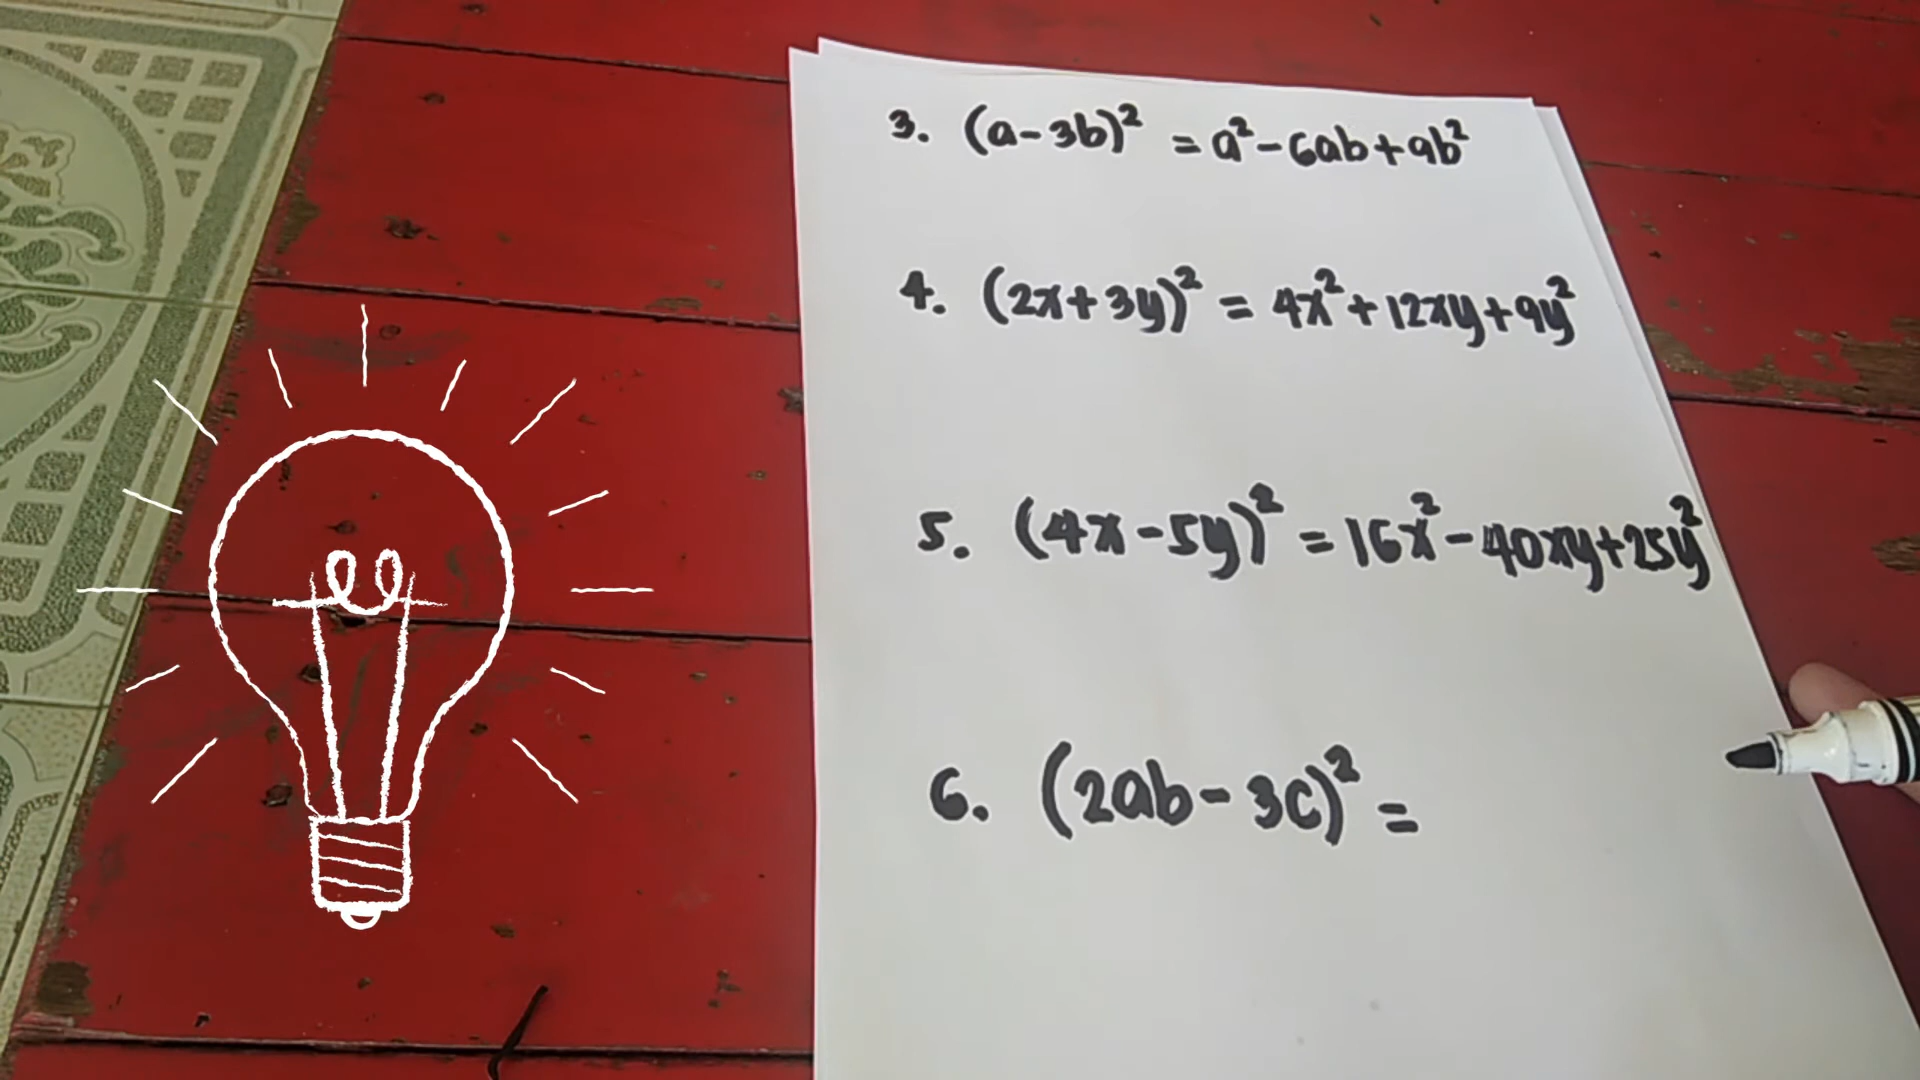 3. (a-3b)² = a²-6ab+9b²
4. (2x+3y)² = 4x²+12xy+9y²
5. (4x-5y)² = 16x²-40xy+25y²
6. (2ab-3c)² =